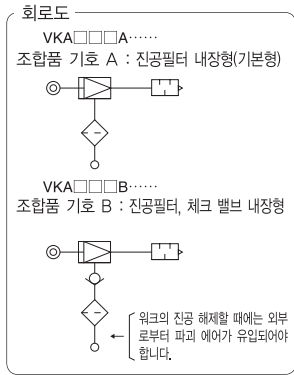 회로도
VKA□□□A……
조합품 기호 A : 진공필터 내장형(기본형)
VKA□□□B……
조합품 기호 B : 진공필터, 체크 밸브 내장형
워크의 진공 해제할 때에는 외부
로부터 파괴 에어가 유입되어야
합니다.